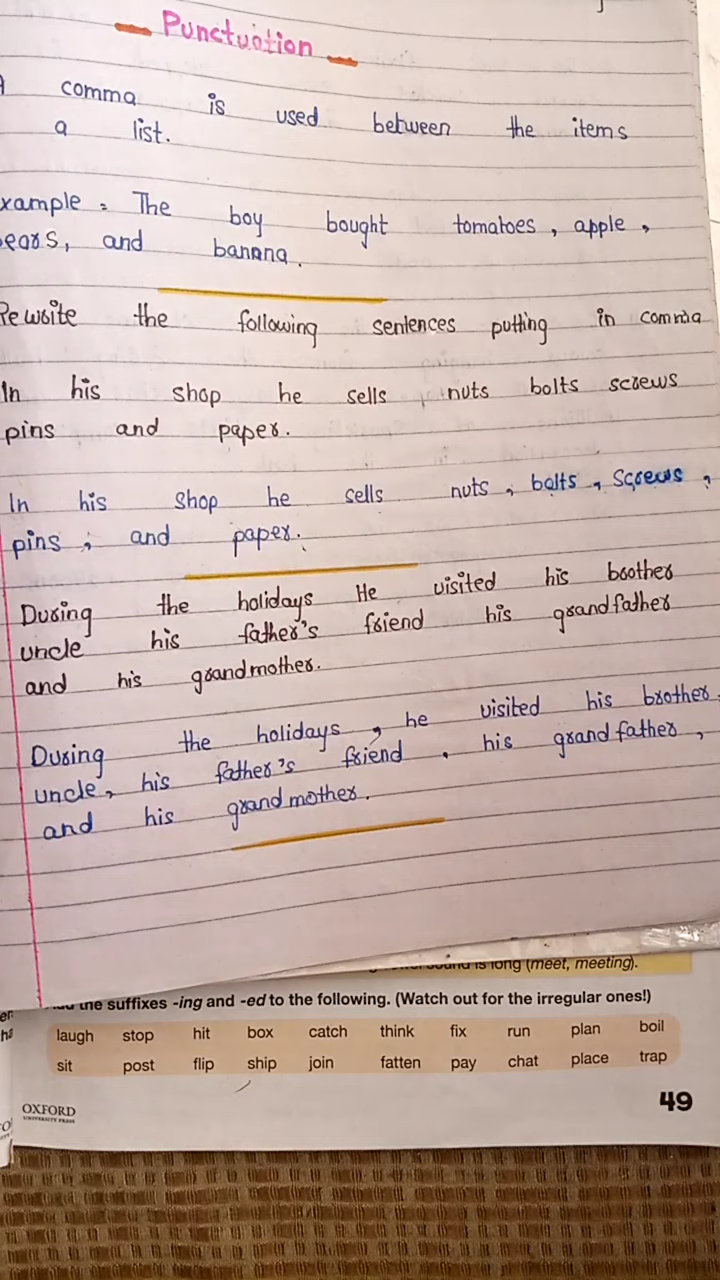 Punctuation
comma is used between the items
a list.
xample = The boy bought tomatoes, apple,
ears, and banana.
Rewrite the following sentences putting in comma
In his shop he sells nuts bolts screws
pins and paper.
In his shop he sells nuts, bolts, screws,
pins, and paper.
During the holidays He visited his brother
uncle his father's friend his grandfather
and his grandmother.
During the holidays, he visited his brother,
uncle, his father's friend, his grandfather,
and his grandmother.
is long (meet, meeting).
the suffixes -ing and -ed to the following. (Watch out for the irregular ones!)
laugh stop hit box catch think fix run plan boil
sit post flip ship join fatten pay chat place trap
OXFORD
UNIVERSITY PRESS
49